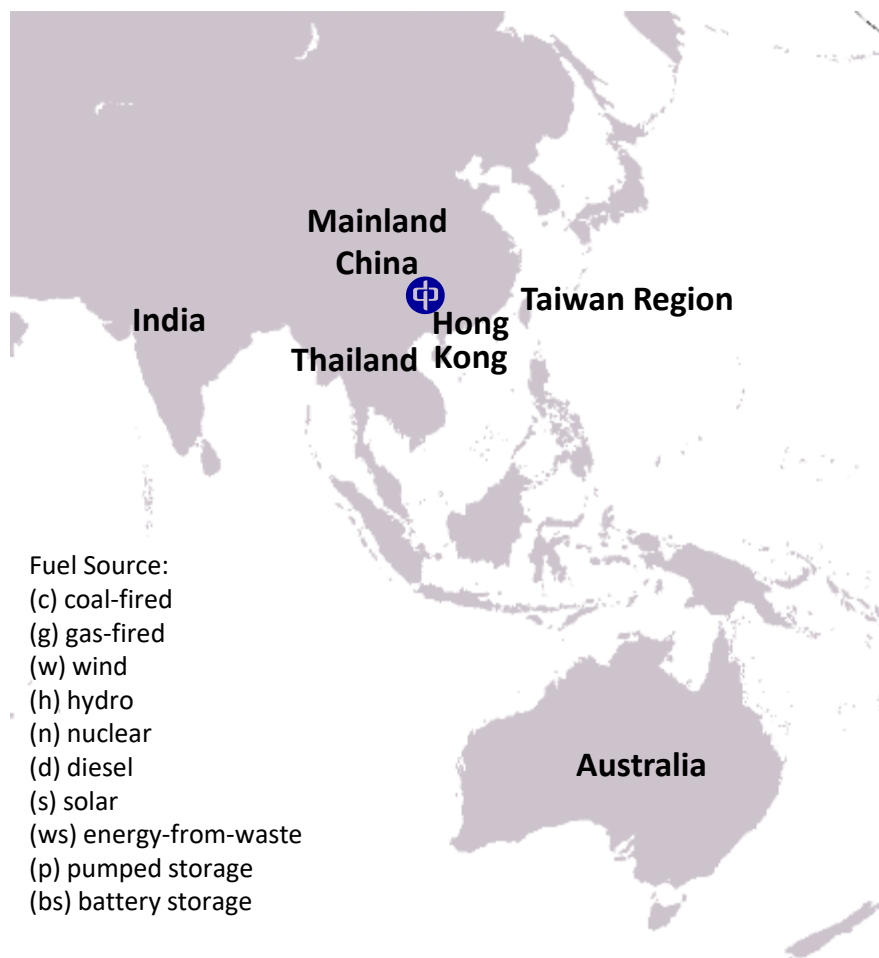 Mainland
China
Taiwan Region
India
Hong
Kong
Thailand
Fuel Source:
(c) coal-fired
(g) gas-fired
(w) wind
(h) hydro
(n) nuclear
(d) diesel
(s) solar
(ws) energy-from-waste
(p) pumped storage
(bs) battery storage
Australia